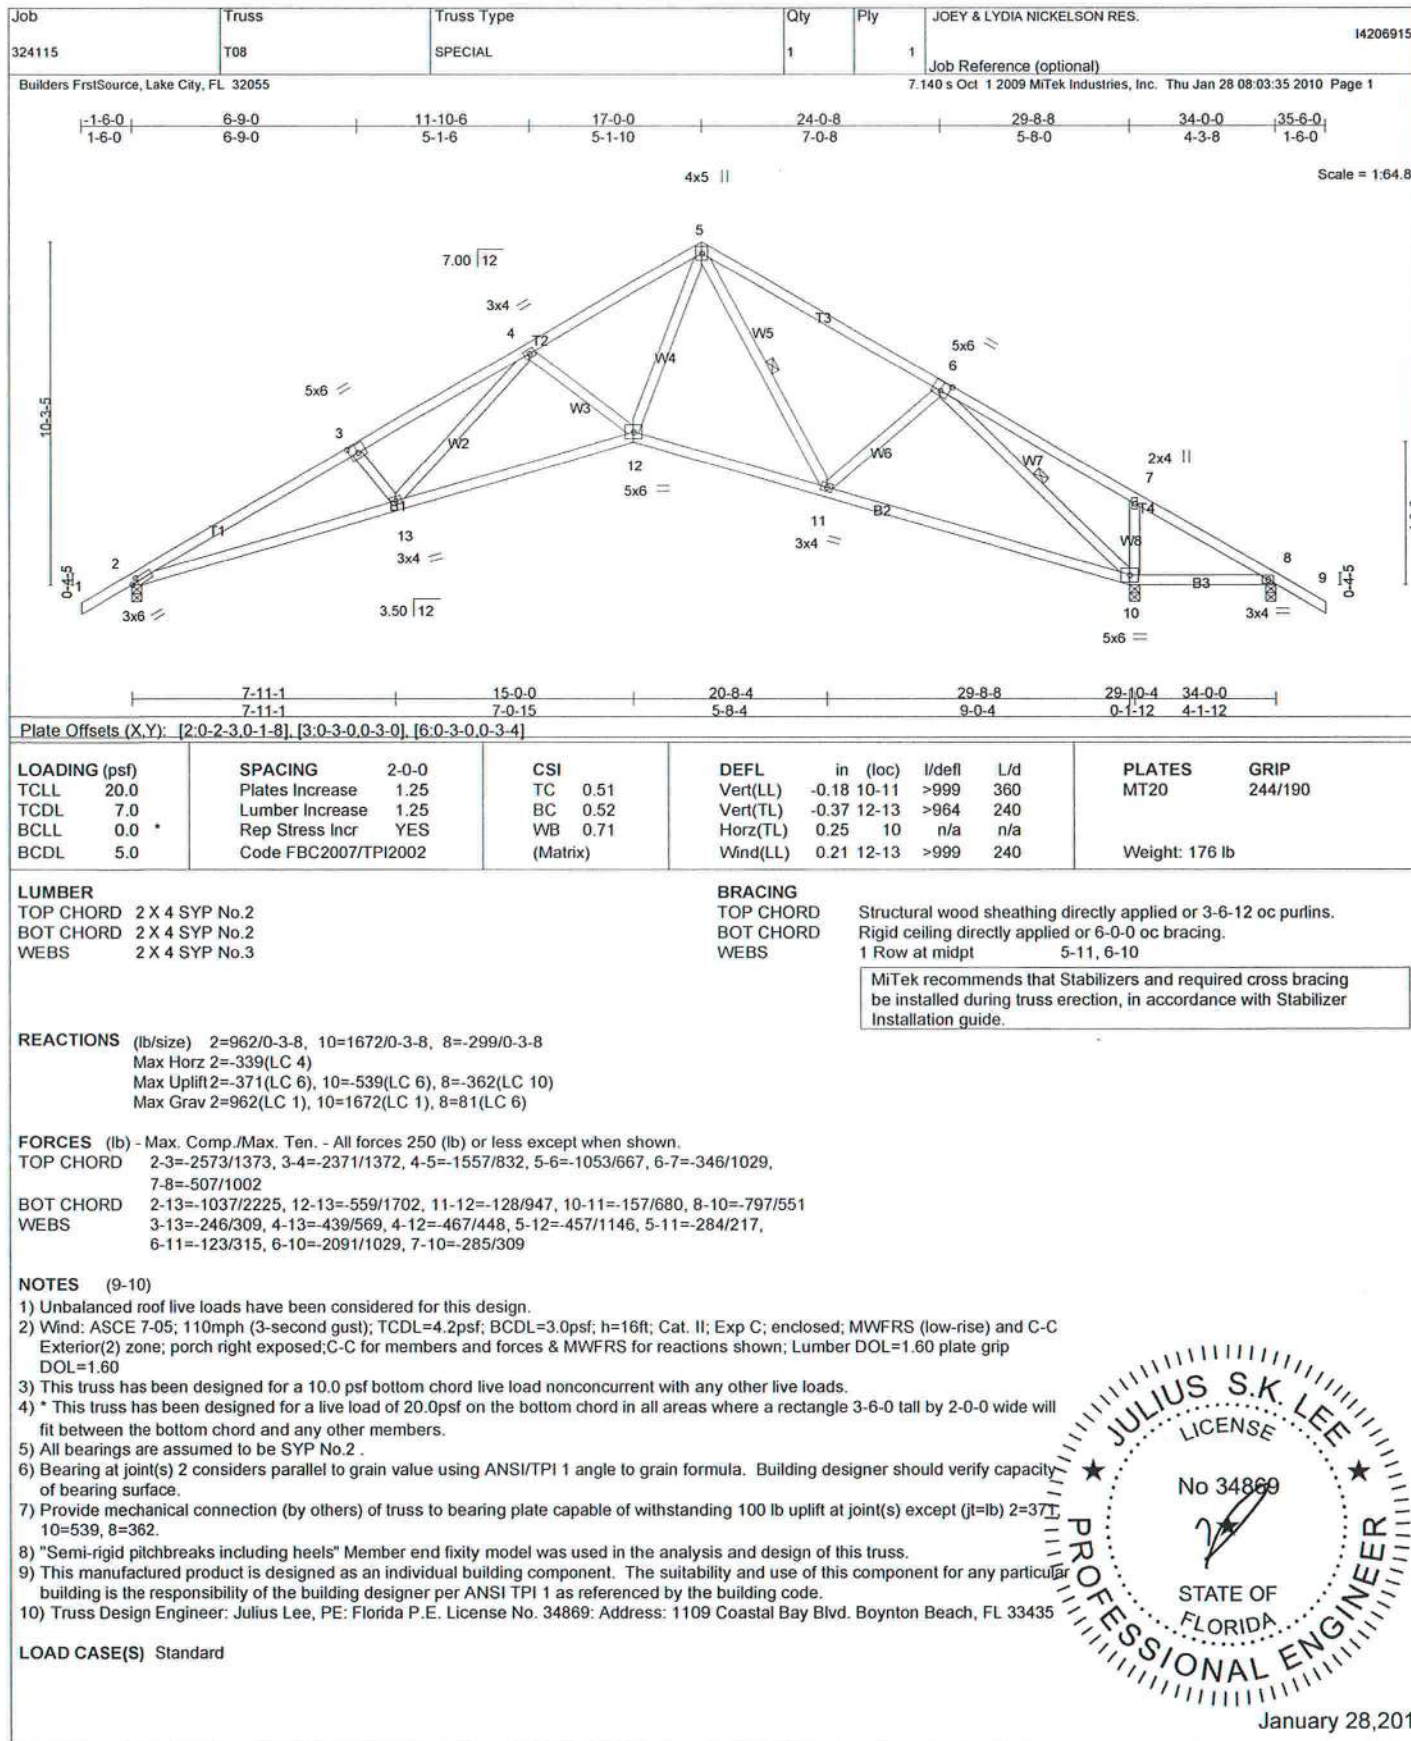 Job Truss Truss Type Qty Ply JOEY & LYDIA NICKELSON RES.
I4206915
324115 T08 SPECIAL 1 1
Job Reference (optional)
Builders FrstSource, Lake City, FL 32055 7.140 s Oct 1 2009 MiTek Industries, Inc. Thu Jan 28 08:03:35 2010 Page 1
-1-6-0 6-9-0 11-10-6 17-0-0 24-0-8 29-8-8 34-0-0 35-6-0
1-6-0 6-9-0 5-1-6 5-1-10 7-0-8 5-8-0 4-3-8 1-6-0
4x5 ||
Scale = 1:64.8
5
7.00 12
3x4
4 T2
W5
T3
5x6
6
W4
5x6
3
W3
W2
W6
W7
2x4 ||
7
T4
10-3-5
12
5x6 =
11
B2
3x4
13
B1
3x4
T1
2
W8
8
B3
9
0-4-5
1
0-4-5
3x6
3.50 12
10
3x4 =
5x6 =
7-11-1 15-0-0 20-8-4 29-8-8 29-10-4 34-0-0
7-11-1 7-0-15 5-8-4 9-0-4 0-1-12 4-1-12
Plate Offsets (X,Y): [2:0-2-3,0-1-8], [3:0-3-0,0-3-0], [6:0-3-0,0-3-4]
LOADING (psf) SPACING 2-0-0 CSI DEFL in (loc) l/defl L/d PLATES GRIP
TCLL 20.0 Plates Increase 1.25 TC 0.51 Vert(LL) -0.18 10-11 >999 360 MT20 244/190
TCDL 7.0 Lumber Increase 1.25 BC 0.52 Vert(TL) -0.37 12-13 >964 240
BCLL 0.0 * Rep Stress Incr YES WB 0.71 Horz(TL) 0.25 10 n/a n/a
BCDL 5.0 Code FBC2007/TPI2002 (Matrix) Wind(LL) 0.21 12-13 >999 240 Weight: 176 lb
LUMBER
TOP CHORD 2 X 4 SYP No.2
BOT CHORD 2 X 4 SYP No.2
WEBS 2 X 4 SYP No.3
BRACING
TOP CHORD Structural wood sheathing directly applied or 3-6-12 oc purlins.
BOT CHORD Rigid ceiling directly applied or 6-0-0 oc bracing.
WEBS 1 Row at midpt 5-11, 6-10
MiTek recommends that Stabilizers and required cross bracing
be installed during truss erection, in accordance with Stabilizer
Installation guide.
REACTIONS (lb/size) 2=962/0-3-8, 10=1672/0-3-8, 8=-299/0-3-8
Max Horz 2=-339(LC 4)
Max Uplift2=-371(LC 6), 10=-539(LC 6), 8=-362(LC 10)
Max Grav 2=962(LC 1), 10=1672(LC 1), 8=81(LC 6)
FORCES (lb) - Max. Comp./Max. Ten. - All forces 250 (lb) or less except when shown.
TOP CHORD 2-3=-2573/1373, 3-4=-2371/1372, 4-5=-1557/832, 5-6=-1053/667, 6-7=-346/1029,
7-8=-507/1002
BOT CHORD 2-13=-1037/2225, 12-13=-559/1702, 11-12=-128/947, 10-11=-157/680, 8-10=-797/551
WEBS 3-13=-246/309, 4-13=-439/569, 4-12=-467/448, 5-12=-457/1146, 5-11=-284/217,
6-11=-123/315, 6-10=-2091/1029, 7-10=-285/309
NOTES (9-10)
1) Unbalanced roof live loads have been considered for this design.
2) Wind: ASCE 7-05; 110mph (3-second gust); TCDL=4.2psf; BCDL=3.0psf; h=16ft; Cat. II; Exp C; enclosed; MWFRS (low-rise) and C-C
Exterior(2) zone; porch right exposed;C-C for members and forces & MWFRS for reactions shown; Lumber DOL=1.60 plate grip
DOL=1.60
3) This truss has been designed for a 10.0 psf bottom chord live load nonconcurrent with any other live loads.
4) * This truss has been designed for a live load of 20.0psf on the bottom chord in all areas where a rectangle 3-6-0 tall by 2-0-0 wide will
fit between the bottom chord and any other members.
5) All bearings are assumed to be SYP No.2 .
6) Bearing at joint(s) 2 considers parallel to grain value using ANSI/TPI 1 angle to grain formula. Building designer should verify capacity
of bearing surface.
7) Provide mechanical connection (by others) of truss to bearing plate capable of withstanding 100 lb uplift at joint(s) except (jt=lb) 2=371,
10=539, 8=362.
8) "Semi-rigid pitchbreaks including heels" Member end fixity model was used in the analysis and design of this truss.
9) This manufactured product is designed as an individual building component. The suitability and use of this component for any particular
building is the responsibility of the building designer per ANSI TPI 1 as referenced by the building code.
10) Truss Design Engineer: Julius Lee, PE: Florida P.E. License No. 34869: Address: 1109 Coastal Bay Blvd. Boynton Beach, FL 33435
LOAD CASE(S) Standard
JULIUS S.K. LEE
LICENSE
No 34869
STATE OF
FLORIDA
PROFESSIONAL ENGINEER
January 28,201